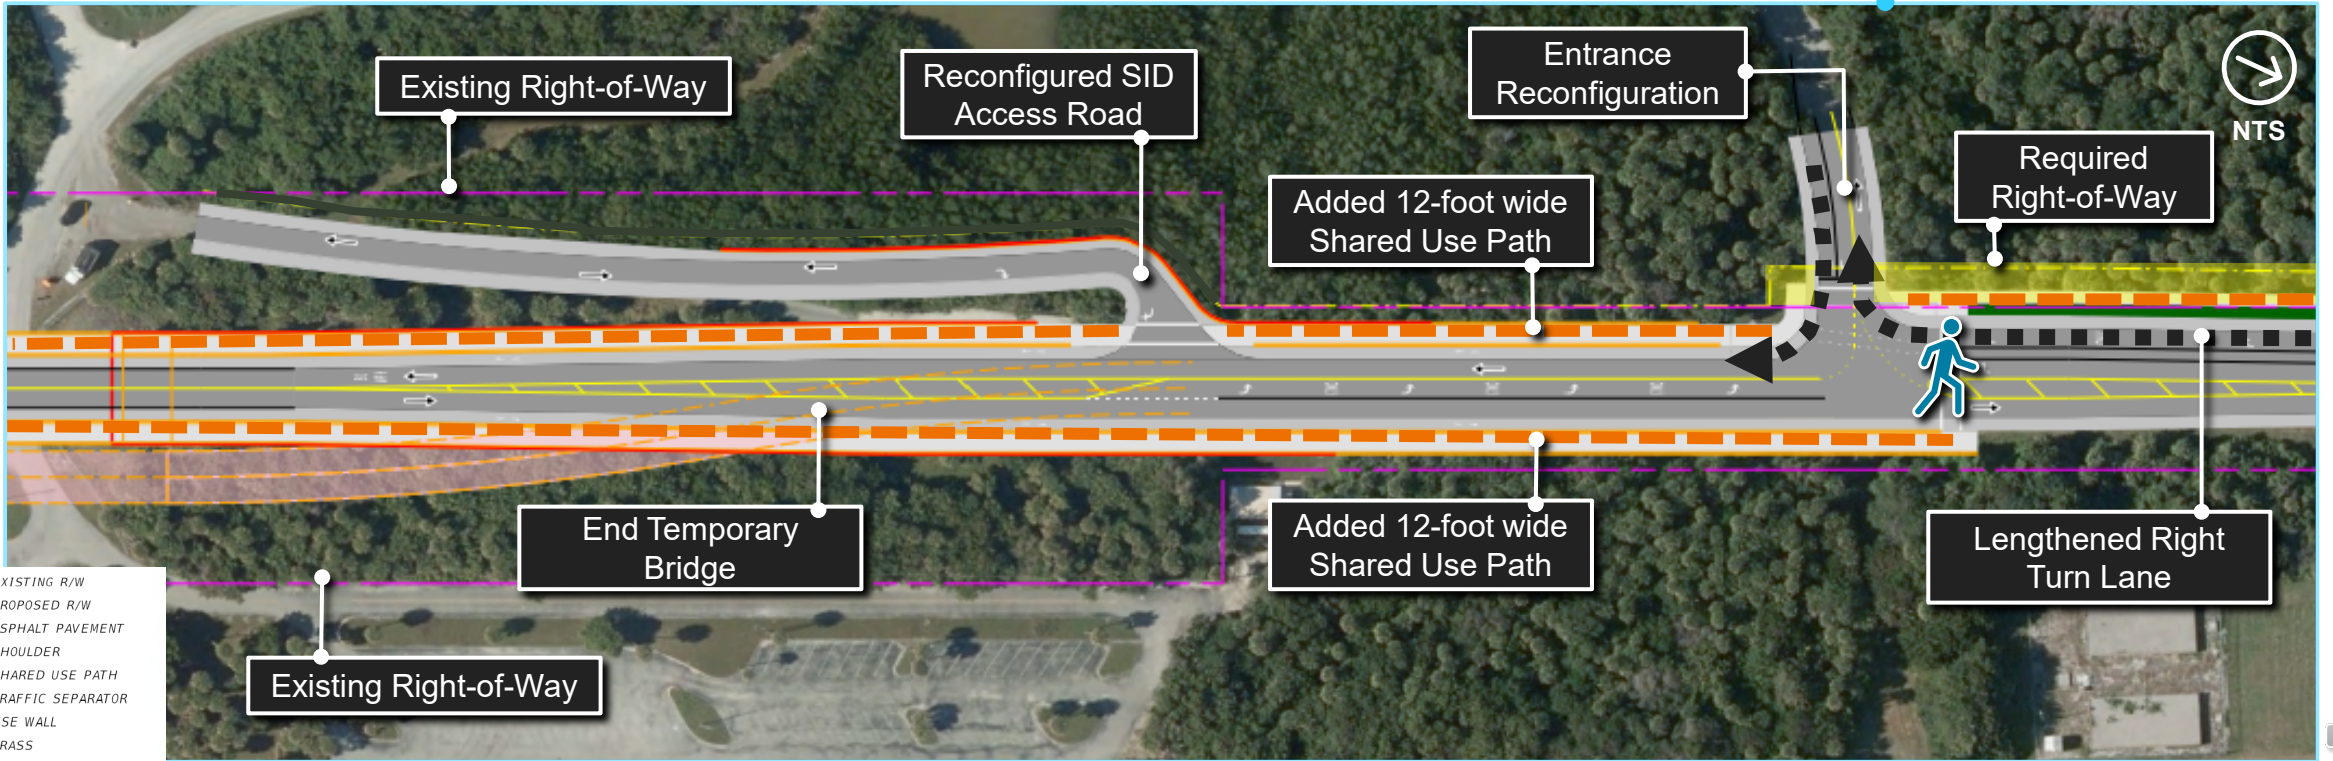 Existing Right-of-Way
Reconfigured SID
Access Road
Entrance
Reconfiguration
NTS
Required
Right-of-Way
Added 12-foot wide
Shared Use Path
End Temporary
Bridge
Added 12-foot wide
Shared Use Path
Lengthened Right
Turn Lane
Existing Right-of-Way
XISTING R/W
ROPOSED R/W
SPHALT PAVEMENT
HOULDER
HARED USE PATH
RAFFIC SEPARATOR
SE WALL
RASS